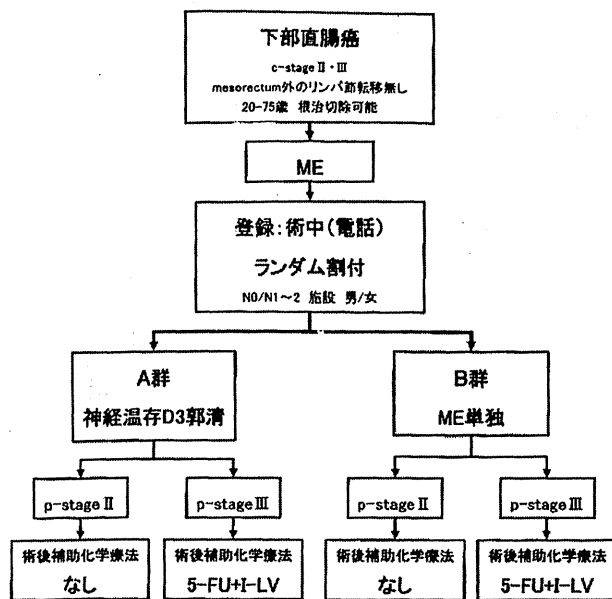 下部直腸癌
c-stage Ⅱ・Ⅲ
mesorectum外のリンパ節転移無し
20-75歳 根治切除可能
ME
登録:術中(電話)
ランダム割付
N0/N1~2 施設 男/女
A群
神経温存D3郭清
B群
ME単独
p-stage Ⅱ
p-stage Ⅲ
p-stage Ⅱ
p-stage Ⅲ
術後補助化学療法
なし
術後補助化学療法
5-FU+I-LV
術後補助化学療法
なし
術後補助化学療法
5-FU+I-LV